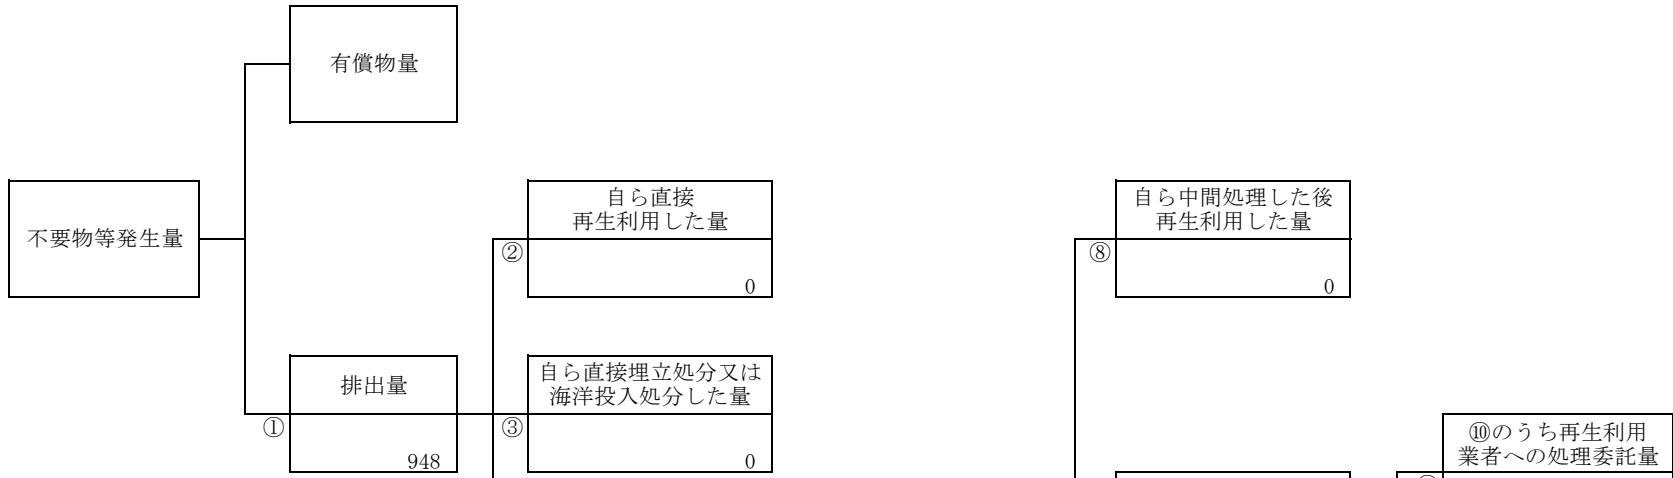 有償物量
不要物等発生量
自ら直接
再生利用した量
②
0
自ら中間処理した後
再生利用した量
⑧
0
排出量
①
948
自ら直接埋立処分又は
海洋投入処分した量
③
0
⑩のうち再生利用
業者への処理委託量